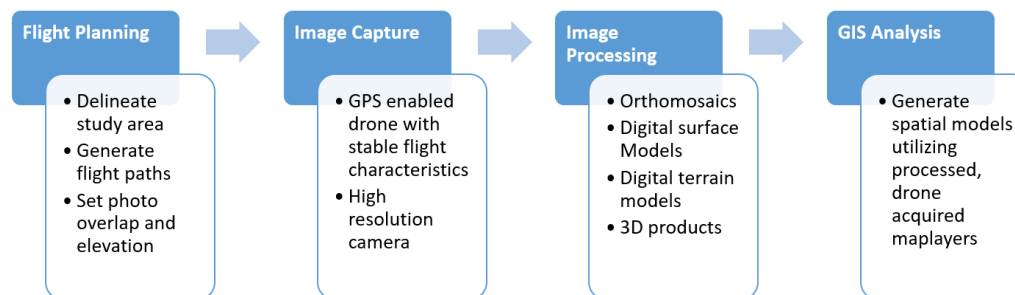 Flight Planning
• Delineate
study area
• Generate
flight paths
• Set photo
overlap and
elevation
Image Capture
• GPS enabled
drone with
stable flight
characteristics
• High
resolution
camera
Image
Processing
• Orthomosaics
• Digital surface
Models
• Digital terrain
models
• 3D products
GIS Analysis
• Generate
spatial models
utilizing
processed,
drone
acquired
maplayers